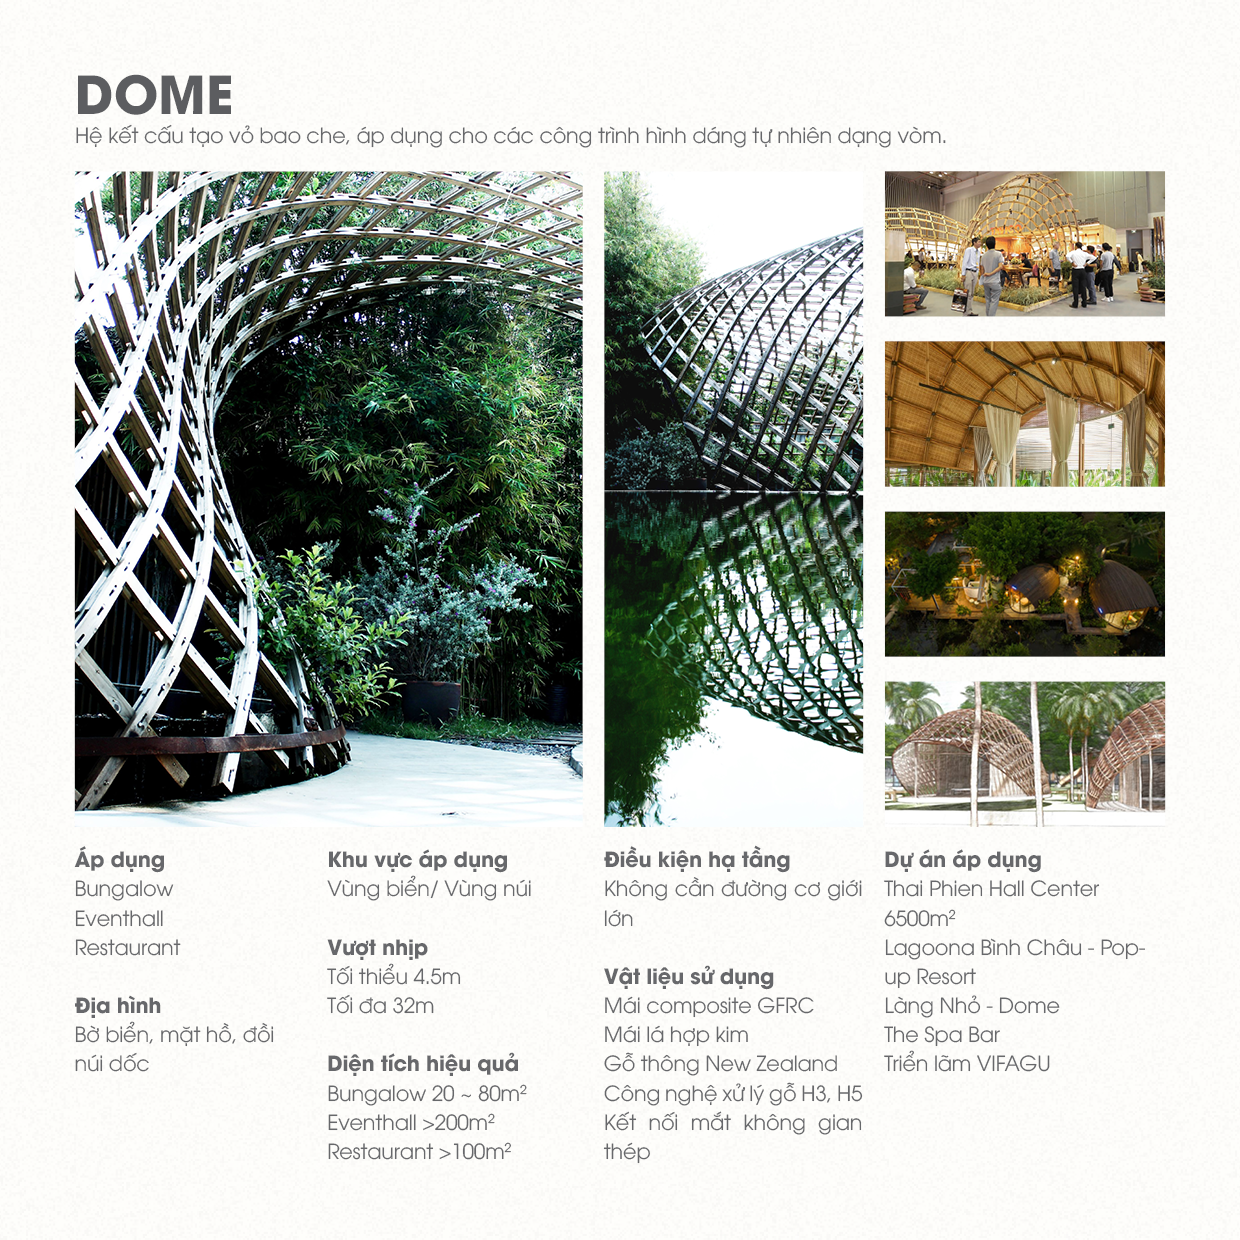 DOME
Hệ kết cấu tạo vỏ bao che, áp dụng cho các công trình hình dáng tự nhiên dạng vòm.
Áp dụng
Bungalow
Eventhall
Restaurant
Địa hình
Bờ biển, mặt hồ, đồi
núi dốc
Khu vực áp dụng
Vùng biển/ Vùng núi
Vượt nhịp
Tối thiểu 4.5m
Tối đa 32m
Diện tích hiệu quả
Bungalow 20 ~ 80m²
Eventhall >200m²
Restaurant >100m²
Điều kiện hạ tầng
Không cần đường cơ giới
lớn
Vật liệu sử dụng
Mái composite GFRC
Mái lá hợp kim
Gỗ thông New Zealand
Công nghệ xử lý gỗ H3, H5
Kết nối mắt không gian
thép
Dự án áp dụng
Thai Phien Hall Center
6500m²
Lagoona Bình Châu - Pop-
up Resort
Làng Nhỏ - Dome
The Spa Bar
Triển lãm VIFAGU